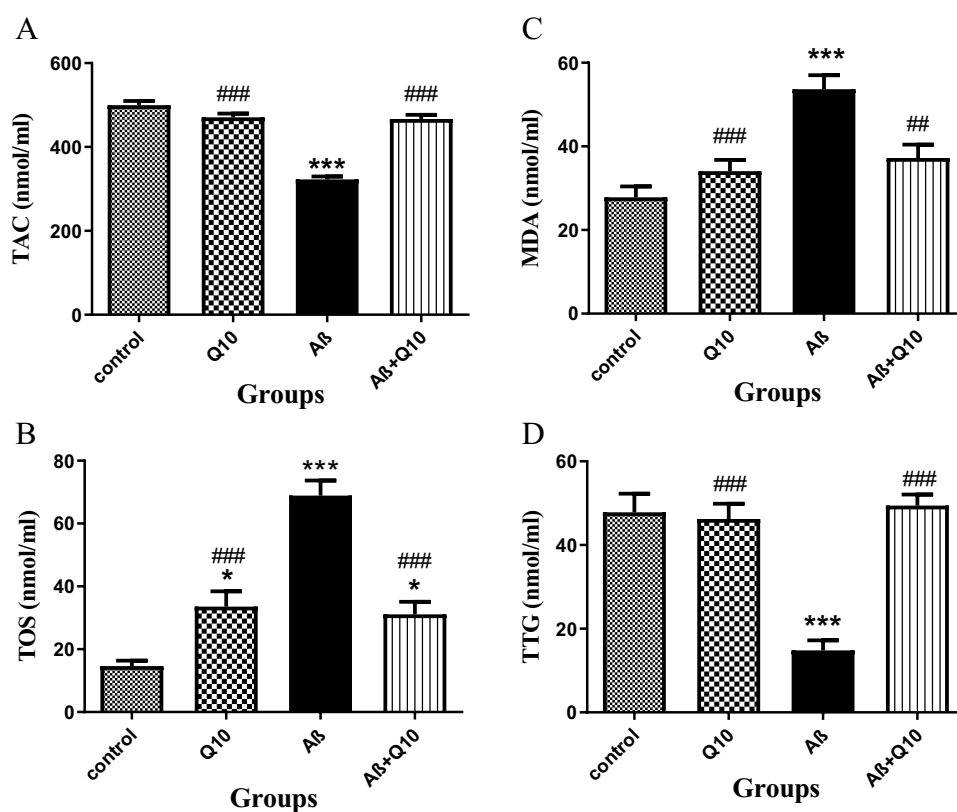 A
TAC (nmol/ml)
600
400
200
0
###
***
###
control
Q10
Aß
Aß+Q10
Groups
C
MDA (nmol/ml)
60
40
20
0
###
***
##
control
Q10
Aß
Aß+Q10
Groups
B
TOS (nmol/ml)
80
60
40
20
0
###
*
***
###
*
control
Q10
Aß
Aß+Q10
Groups
D
TTG (nmol/ml)
60
40
20
0
###
***
###
control
Q10
Aß
Aß+Q10
Groups